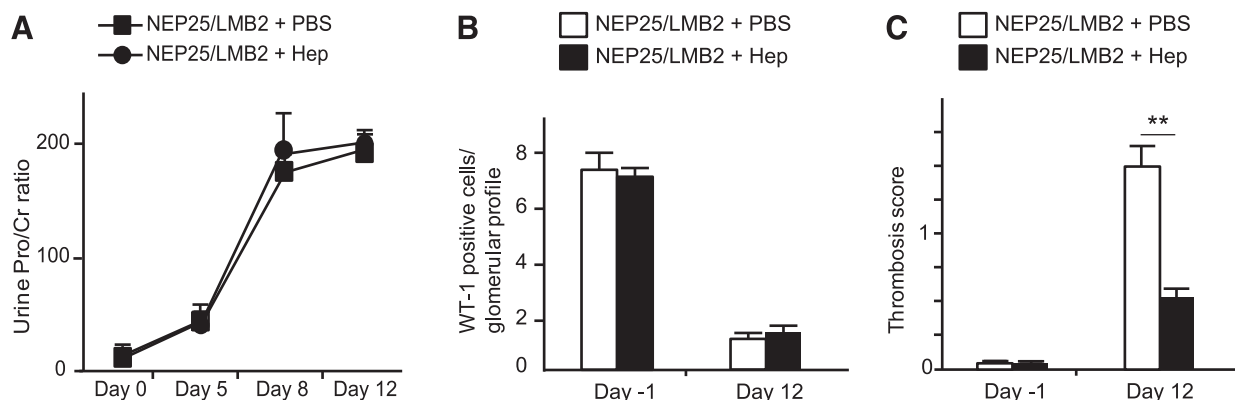 A
NEP25/LMB2 + PBS
NEP25/LMB2 + Hep
Urine Pro/Cr ratio
200
100
0
Day 0
Day 5
Day 8
Day 12
B
NEP25/LMB2 + PBS
NEP25/LMB2 + Hep
WT-1 positive cells/
glomerular profile
8
6
4
2
0
Day -1
Day 12
C
NEP25/LMB2 + PBS
NEP25/LMB2 + Hep
Thrombosis score
**
1
0
Day -1
Day 12